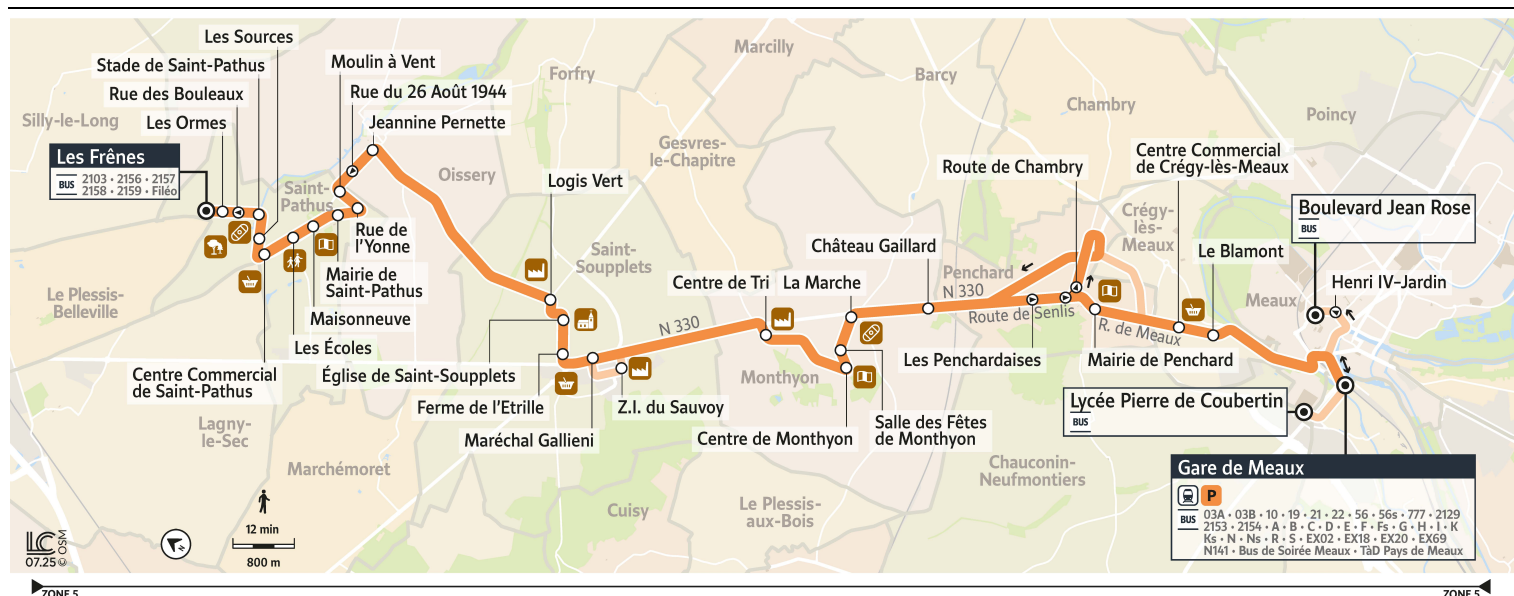 Les Sources
Stade de Saint-Pathus
Rue des Bouleaux
Les Ormes
Moulin à Vent
Rue du 26 Août 1944
Jeannine Pernette
Silly-le-Long
Forfry
Marcilly
Barcy
Chambry
Poincy
Gesvres-
le-Chapitre
Oissery
Les Frênes
BUS
2103 • 2156 • 2157
2158 • 2159 • Filéo
Saint-
Pathus
Logis Vert
Route de Chambry
Centre Commercial
de Crégy-lès-Meaux
Boulevard Jean Rose
BUS
Crégy-
lès-
Meaux
Rue de
l'Yonne
Mairie de
Saint-Pathus
Maisonneuve
Les Écoles
Centre Commercial
de Saint-Pathus
Le Plessis-
Belleville
Saint-
Soupplets
Château Gaillard
Le Blamont
Henri IV–Jardin
Centre de Tri
La Marche
Penchard
N 330
Meaux
Route de Senlis
R. de Meaux
N 330
Les Penchardaises
Mairie de Penchard
Église de Saint-Soupplets
Ferme de l'Etrille
Maréchal Gallieni
Z.I. du Sauvoy
Monthyon
Centre de Monthyon
Salle des Fêtes
de Monthyon
Lycée Pierre de Coubertin
BUS
Lagny-
le-Sec
Marchémoret
Cuisy
Le Plessis-
aux-Bois
Chauconin-
Neufmontiers
Gare de Meaux
P
BUS
03A • 03B • 10 • 19 • 21 • 22 • 56 • 56s • 777 • 2129
2153 • 2154 • A • B • C • D • E • F • Fs • G • H • I • K
Ks • N • Ns • R • S • EX02 • EX18 • EX20 • EX69
N141 • Bus de Soirée Meaux • TàD Pays de Meaux
12 min
800 m
LC
07.25
© OSM
N
ZONE 5
ZONE 5